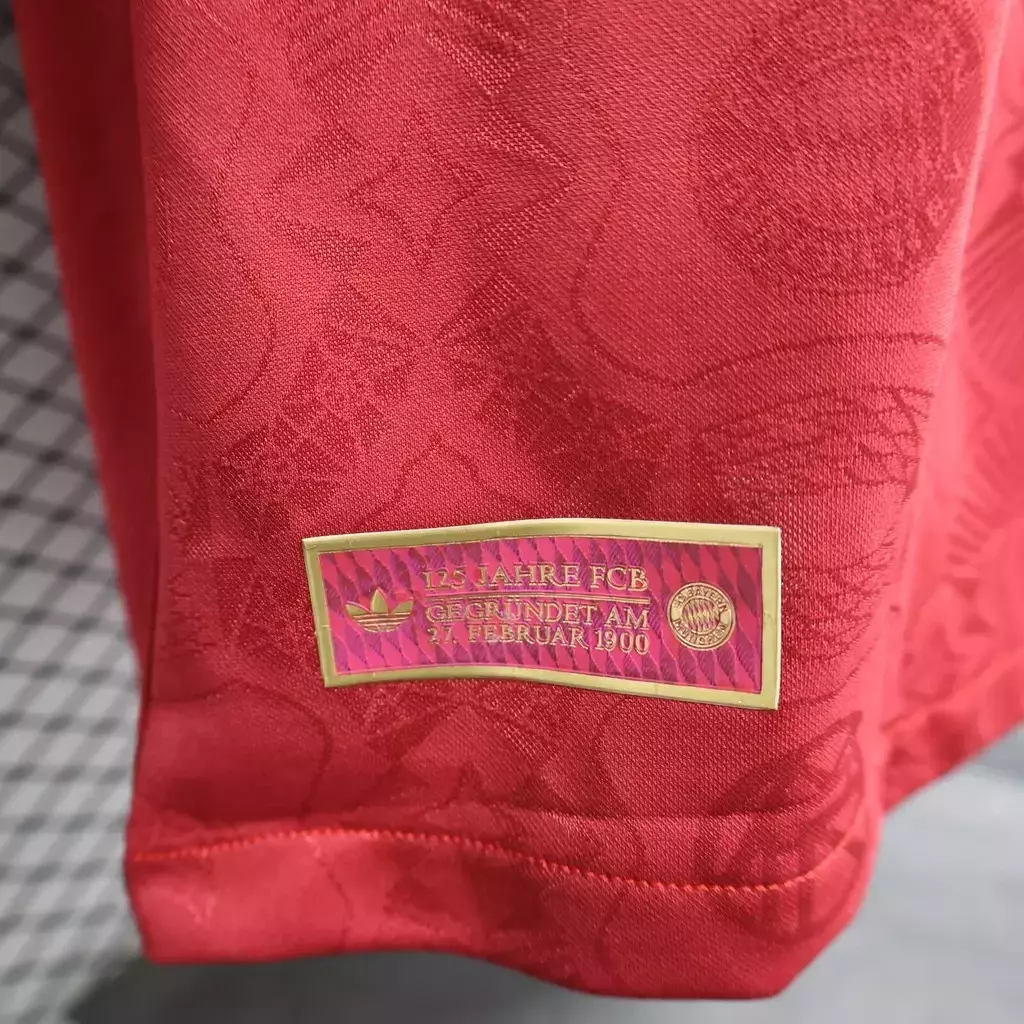 125 JAHRE FCB
GEGRÜNDET AM
27. FEBRUAR 1900
FC BAYERN
MÜNCHEN